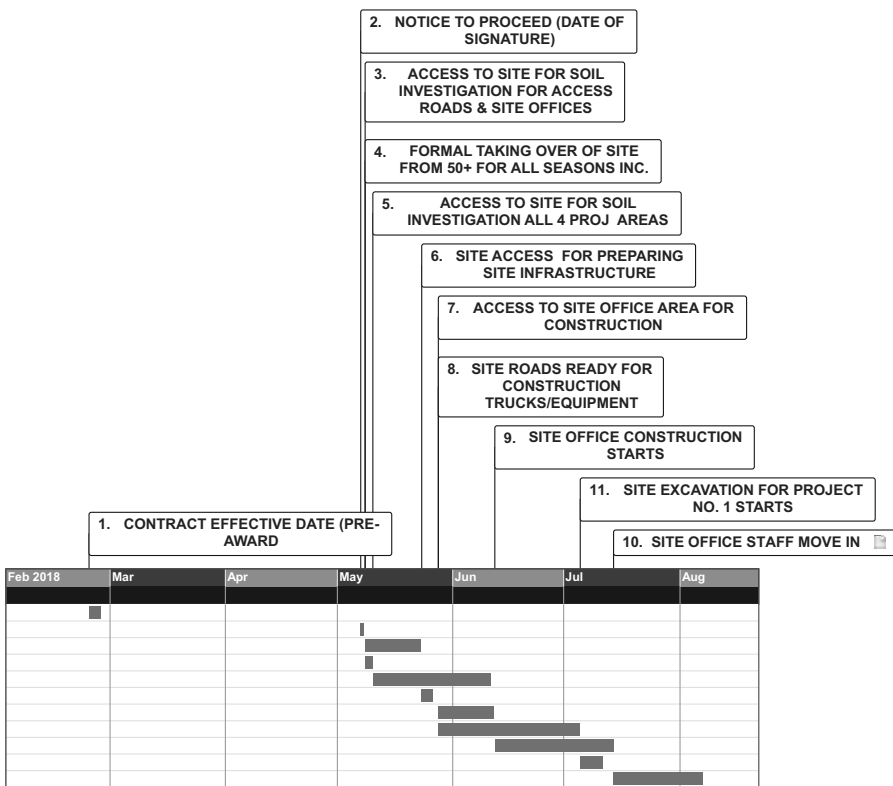 2. NOTICE TO PROCEED (DATE OF
SIGNATURE)
3. ACCESS TO SITE FOR SOIL
INVESTIGATION FOR ACCESS
ROADS & SITE OFFICES
4. FORMAL TAKING OVER OF SITE
FROM 50+ FOR ALL SEASONS INC.
5. ACCESS TO SITE FOR SOIL
INVESTIGATION ALL 4 PROJ AREAS
6. SITE ACCESS FOR PREPARING
SITE INFRASTRUCTURE
7. ACCESS TO SITE OFFICE AREA FOR
CONSTRUCTION
8. SITE ROADS READY FOR
CONSTRUCTION
TRUCKS/EQUIPMENT
9. SITE OFFICE CONSTRUCTION
STARTS
11. SITE EXCAVATION FOR PROJECT
NO. 1 STARTS
1. CONTRACT EFFECTIVE DATE (PRE-
AWARD
10. SITE OFFICE STAFF MOVE IN
Feb 2018 Mar Apr May Jun Jul Aug